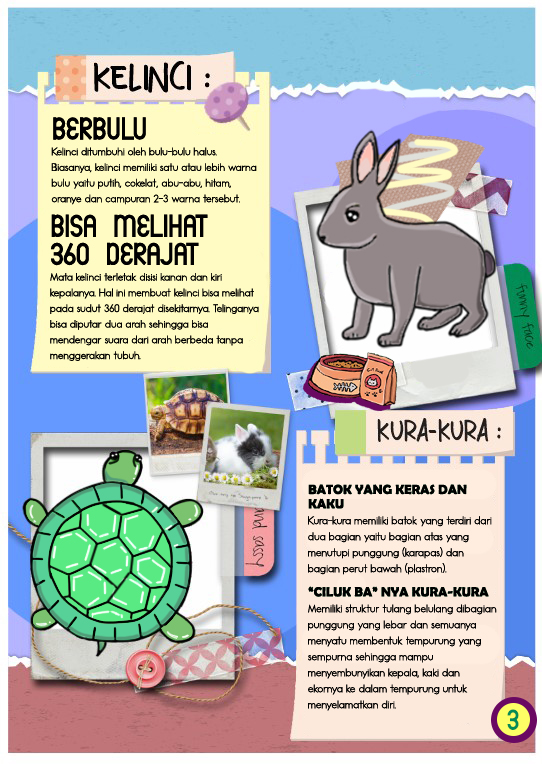 KELINCI :
BERBULU
Kelinci ditumbuhi oleh bulu-bulu halus.
Biasanya, kelinci memiliki satu atau lebih warna
bulu yaitu putih, cokelat, abu-abu, hitam,
oranye dan campuran 2-3 warna tersebut.
BISA MELIHAT
360 DERAJAT
Mata kelinci terletak disisi kanan dan kiri
kepalanya. Hal ini membuat kelinci bisa melihat
pada sudut 360 derajat disekitarnya. Telinganya
bisa diputar dua arah sehingga bisa
mendengar suara dari arah berbeda tanpa
menggerakan tubuh.
funny face
and sassy
KURA-KURA :
BATOK YANG KERAS DAN
KAKU
Kura-kura memiliki batok yang terdiri dari
dua bagian yaitu bagian atas yang
menutupi punggung (karapas) dan
bagian perut bawah (plastron).
"CILUK BA" NYA KURA-KURA
Memiliki struktur tulang belulang dibagian
punggung yang lebar dan semuanya
menyatu membentuk tempurung yang
sempurna sehingga mampu
menyembunyikan kepala, kaki dan
ekornya ke dalam tempurung untuk
menyelamatkan diri.
3